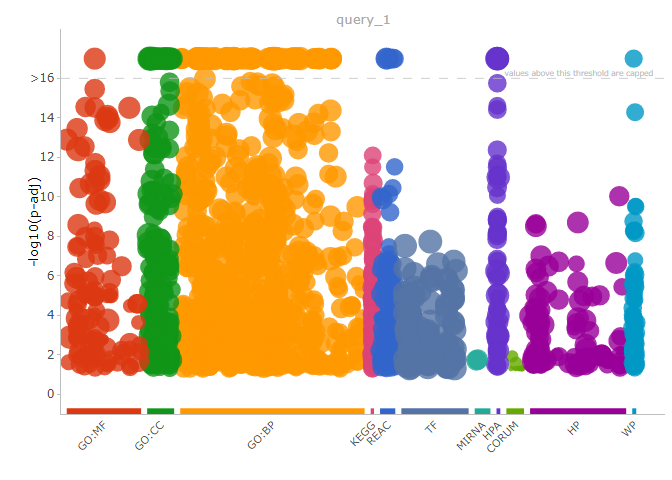 query_1
values above this threshold are capped
>16
14
12
10
8
6
4
2
0
-log10(p-adj)
GO:MF
GO:CC
GO:BP
KEGG
REAC
TF
MIRNA
HPA
CORUM
HP
WP